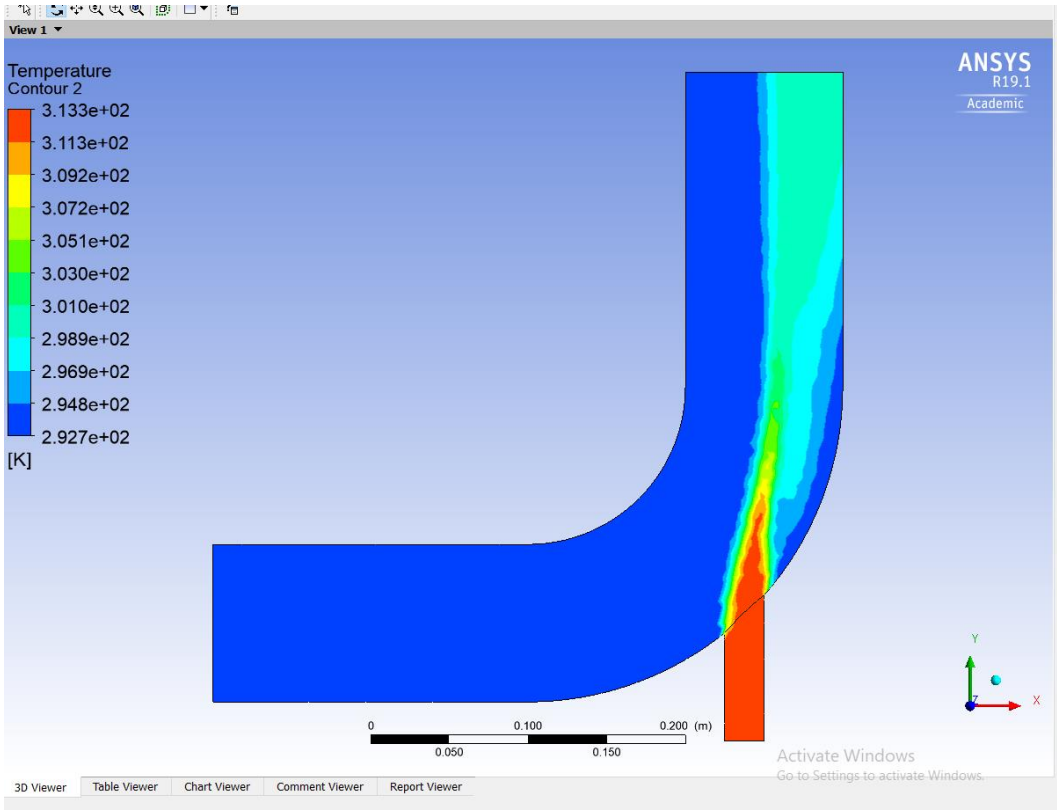 View 1
Temperature
Contour 2
3.133e+02
3.113e+02
3.092e+02
3.072e+02
3.051e+02
3.030e+02
3.010e+02
2.989e+02
2.969e+02
2.948e+02
2.927e+02
[K]
ANSYS
R19.1
Academic
0 0.100 0.200 (m)
0.050 0.150
Y
Z X
Activate Windows
Go to Settings to activate Windows.
3D Viewer Table Viewer Chart Viewer Comment Viewer Report Viewer